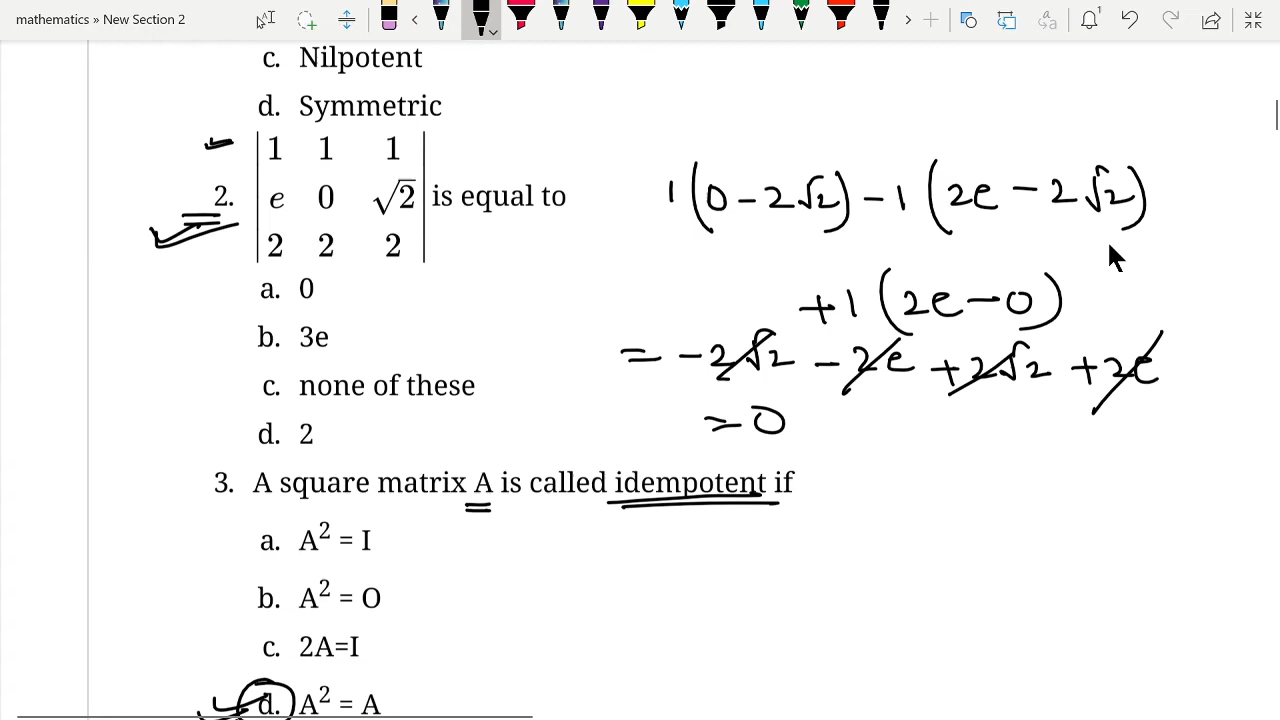 mathematics » New Section 2
c. Nilpotent
d. Symmetric
1 1 1
2. e 0 √2 is equal to
2 2 2
a. 0
b. 3e
c. none of these
d. 2
1(0-2√2)-1(2e-2√2)
+1(2e-0)
= -2√2 -2e +2√2 +2e
=0
3. A square matrix A is called idempotent if
a. A² = I
b. A² = O
c. 2A=I
d. A² = A